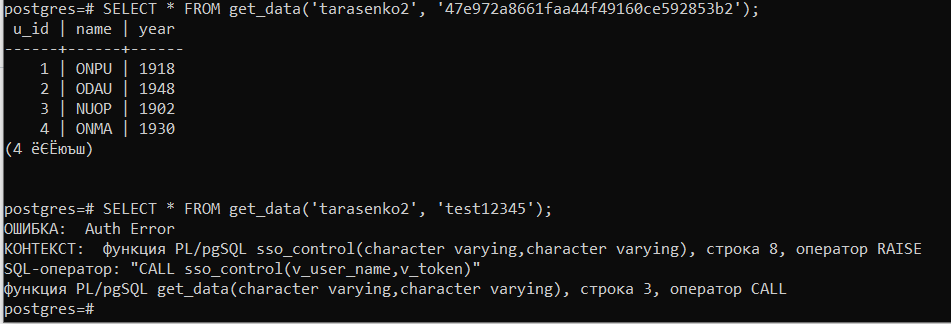 postgres=# SELECT * FROM get_data('tarasenko2', '47e972a8661faa44f49160ce592853b2');
 u_id | name | year
------+------+------
    1 | ONPU | 1918
    2 | ODAU | 1948
    3 | NUOP | 1902
    4 | ONMA | 1930
(4 ёЄЁюъш)
postgres=# SELECT * FROM get_data('tarasenko2', 'test12345');
ОШИБКА:  Auth Error
КОНТЕКСТ:  функция PL/pgSQL sso_control(character varying,character varying), строка 8, оператор RAISE
SQL-оператор: "CALL sso_control(v_user_name,v_token)"
функция PL/pgSQL get_data(character varying,character varying), строка 3, оператор CALL
postgres=#